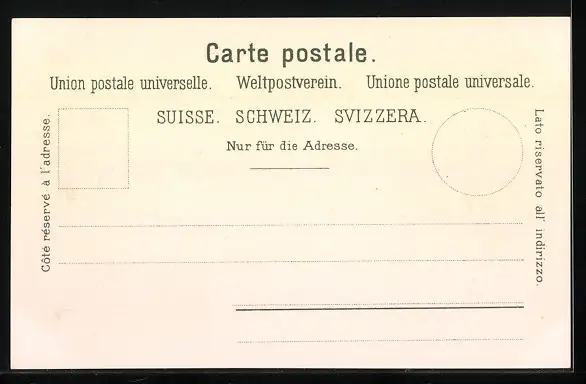 Carte postale.
Union postale universelle. Weltpostverein. Unione postale universale.
SUISSE. SCHWEIZ. SVIZZERA.
Nur für die Adresse.
Côté réservé à l'adresse.
Lato riservato all' indirizzo.